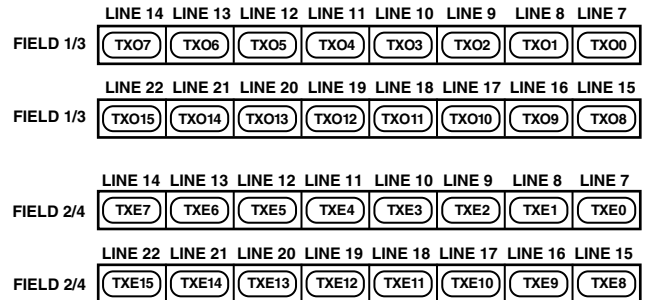 LINE 14 LINE 13 LINE 12 LINE 11 LINE 10 LINE 9 LINE 8 LINE 7
FIELD 1/3 TXO7 TXO6 TXO5 TXO4 TXO3 TXO2 TXO1 TXO0
LINE 22 LINE 21 LINE 20 LINE 19 LINE 18 LINE 17 LINE 16 LINE 15
FIELD 1/3 TXO15 TXO14 TXO13 TXO12 TXO11 TXO10 TXO9 TXO8
LINE 14 LINE 13 LINE 12 LINE 11 LINE 10 LINE 9 LINE 8 LINE 7
FIELD 2/4 TXE7 TXE6 TXE5 TXE4 TXE3 TXE2 TXE1 TXE0
LINE 22 LINE 21 LINE 20 LINE 19 LINE 18 LINE 17 LINE 16 LINE 15
FIELD 2/4 TXE15 TXE14 TXE13 TXE12 TXE11 TXE10 TXE9 TXE8